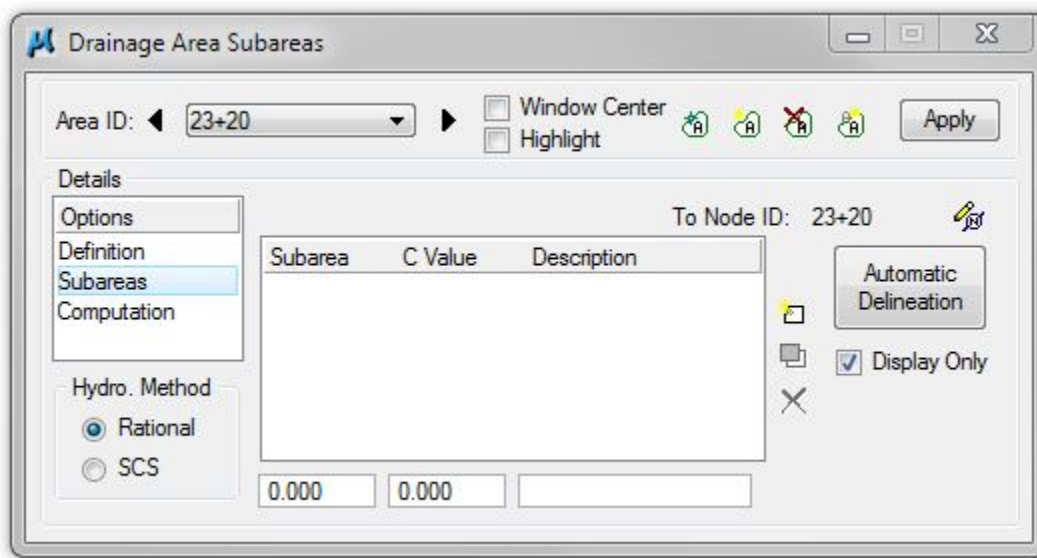 Drainage Area Subareas
Area ID: 23+20 Window Center Apply
Highlight
Details
Options To Node ID: 23+20
Definition Subarea C Value Description Automatic Delineation
Subareas
Computation
Display Only
Hydro. Method
Rational
SCS
0.000 0.000